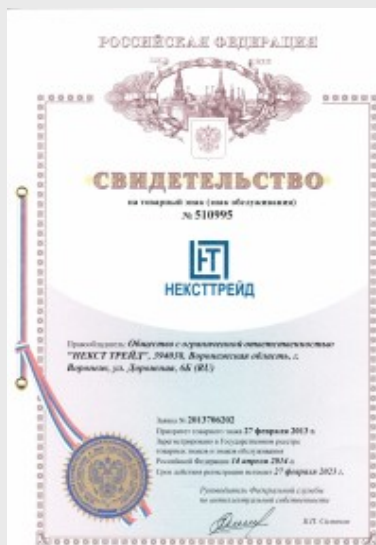 РОССИЙСКАЯ ФЕДЕРАЦИЯ
СВИДЕТЕЛЬСТВО
на товарный знак (знак обслуживания)
№ 510995
НТ
НЕКСТТРЕЙД
Правообладатель: Общество с ограниченной ответственностью
"НЕКСТ ТРЕЙД", 394038, Воронежская область, г.
Воронеж, ул. Дорожная, 6К (RU)
Заявка № 2013706202
Приоритет товарного знака 27 февраля 2013 г.
Зарегистрировано в Государственном реестре
товарных знаков и знаков обслуживания
Российской Федерации 14 апреля 2014 г.
Срок действия регистрации истекает 27 февраля 2023 г.
Руководитель Федеральной службы
по интеллектуальной собственности